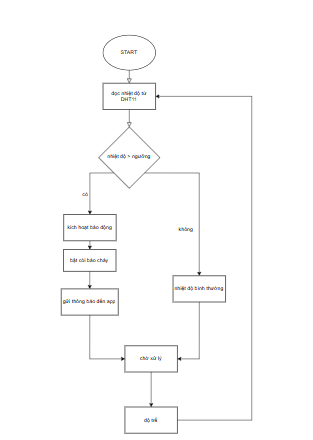 START
đọc nhiệt độ từ
DHT11
nhiệt độ > ngưỡng
có
không
kích hoạt báo động
bật còi báo cháy
gửi thông báo đến app
nhiệt độ bình thường
chờ xử lý
độ trễ